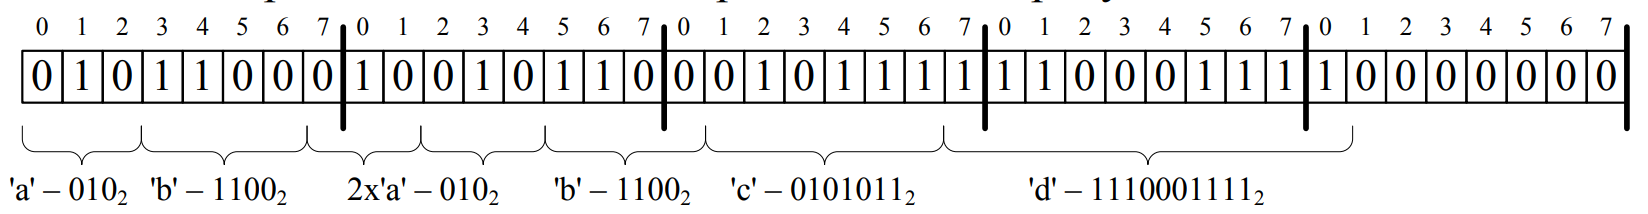 0 1 2 3 4 5 6 7 0 1 2 3 4 5 6 7 0 1 2 3 4 5 6 7 0 1 2 3 4 5 6 7 0 1 2 3 4 5 6 7
0 1 0 1 1 0 0 0 1 0 0 1 0 1 1 0 0 0 1 0 1 1 1 1 1 1 0 0 0 1 1 1 1 0 0 0 0 0 0 0
'a' – 010₂ 'b' – 1100₂ 2x'a' – 010₂ 'b' – 1100₂ 'c' – 0101011₂ 'd' – 1110001111₂